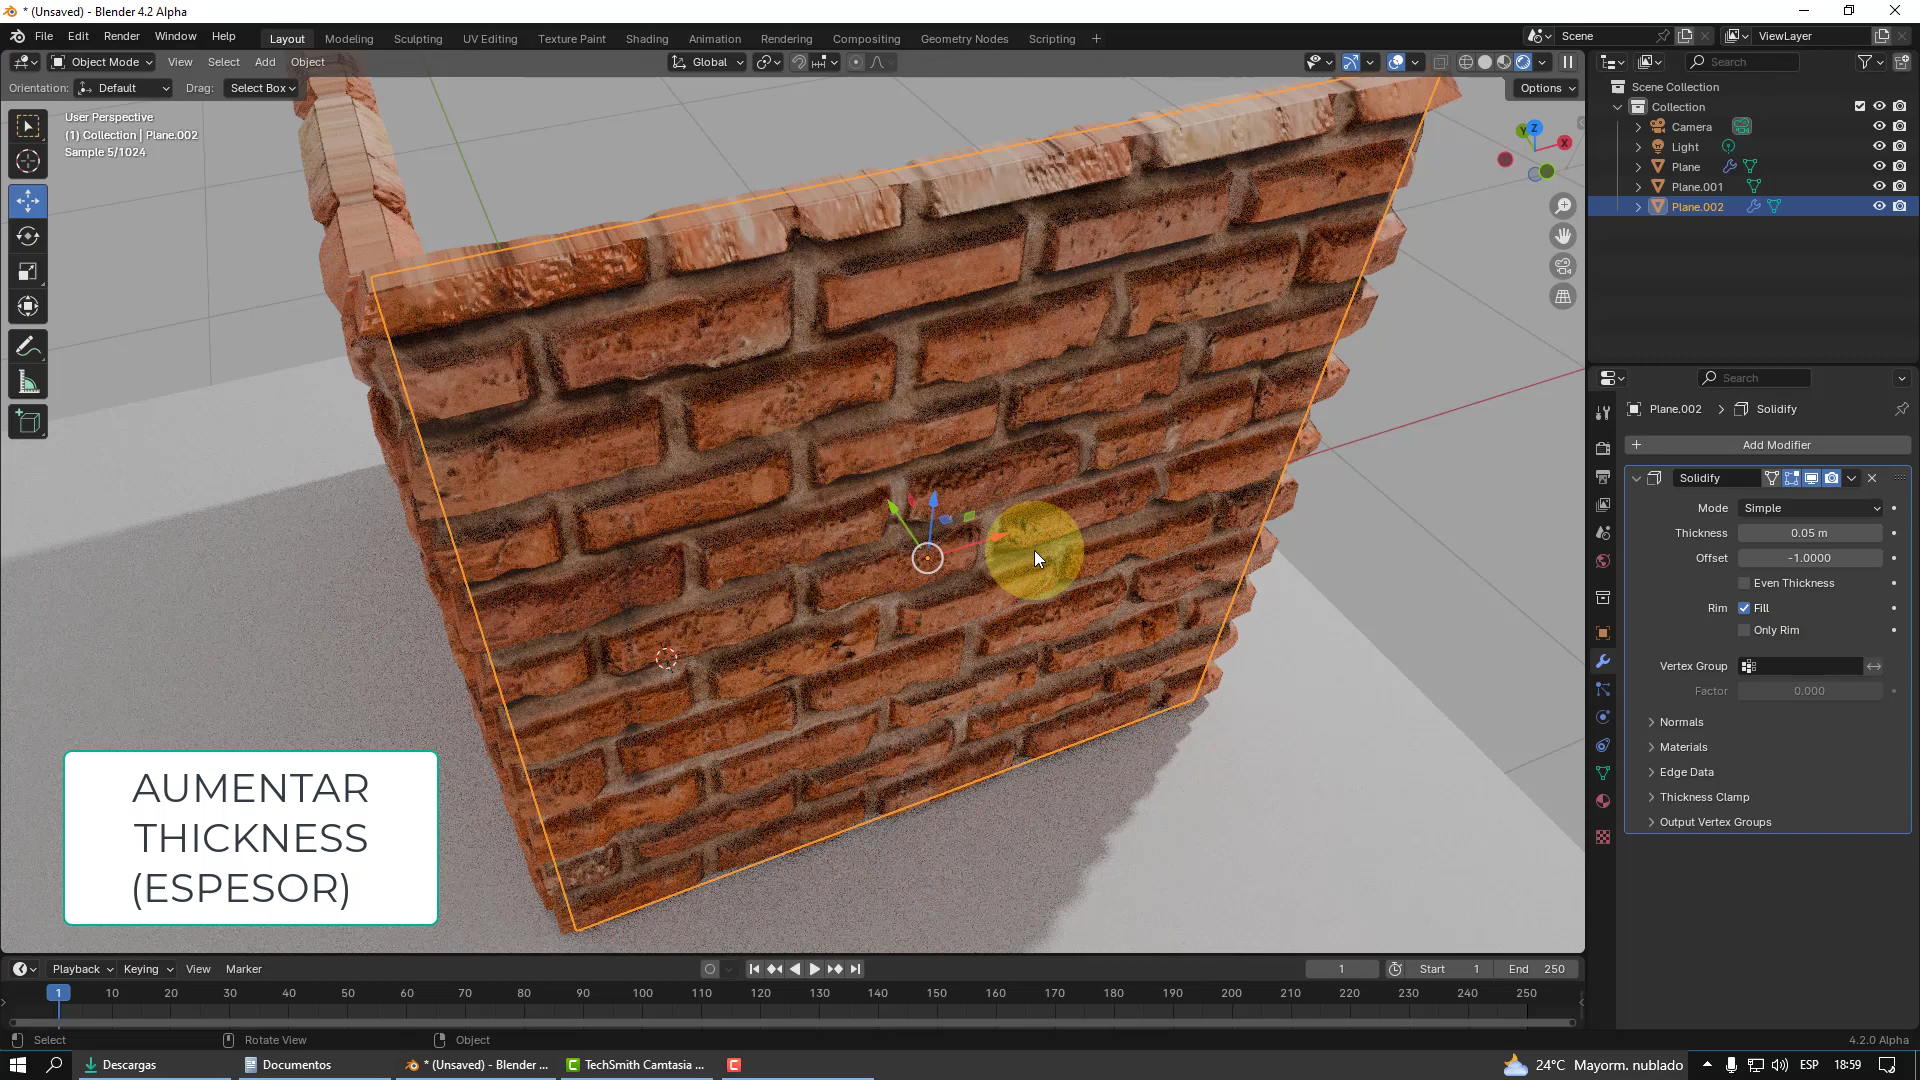 * (Unsaved) - Blender 4.2 Alpha
File Edit Render Window Help Layout Modeling Sculpting UV Editing Texture Paint Shading Animation Rendering Compositing Geometry Nodes Scripting + Scene ViewLayer
Object Mode View Select Add Object Global Search
Orientation: Default Drag: Select Box Options
User Perspective
(1) Collection | Plane.002
Sample 5/1024
Z
Y
X
Scene Collection
Collection
Camera
Light
Plane
Plane.001
Plane.002
Search
Plane.002 > Solidify
+ Add Modifier
Solidify
Mode Simple
Thickness 0.05 m
Offset -1.0000
Even Thickness
Rim Fill
Only Rim
Vertex Group
Factor 0.000
Normals
Materials
Edge Data
Thickness Clamp
Output Vertex Groups
AUMENTAR
THICKNESS
(ESPESOR)
Playback Keying View Marker 1 Start 1 End 250
1 10 20 30 40 50 60 70 80 90 100 110 120 130 140 150 160 170 180 190 200 210 220 230 240 250
Select Rotate View Object 4.2.0 Alpha
Descargas Documentos * (Unsaved) - Blender ... TechSmith Camtasia ... 24°C Mayorm. nublado ESP 18:59